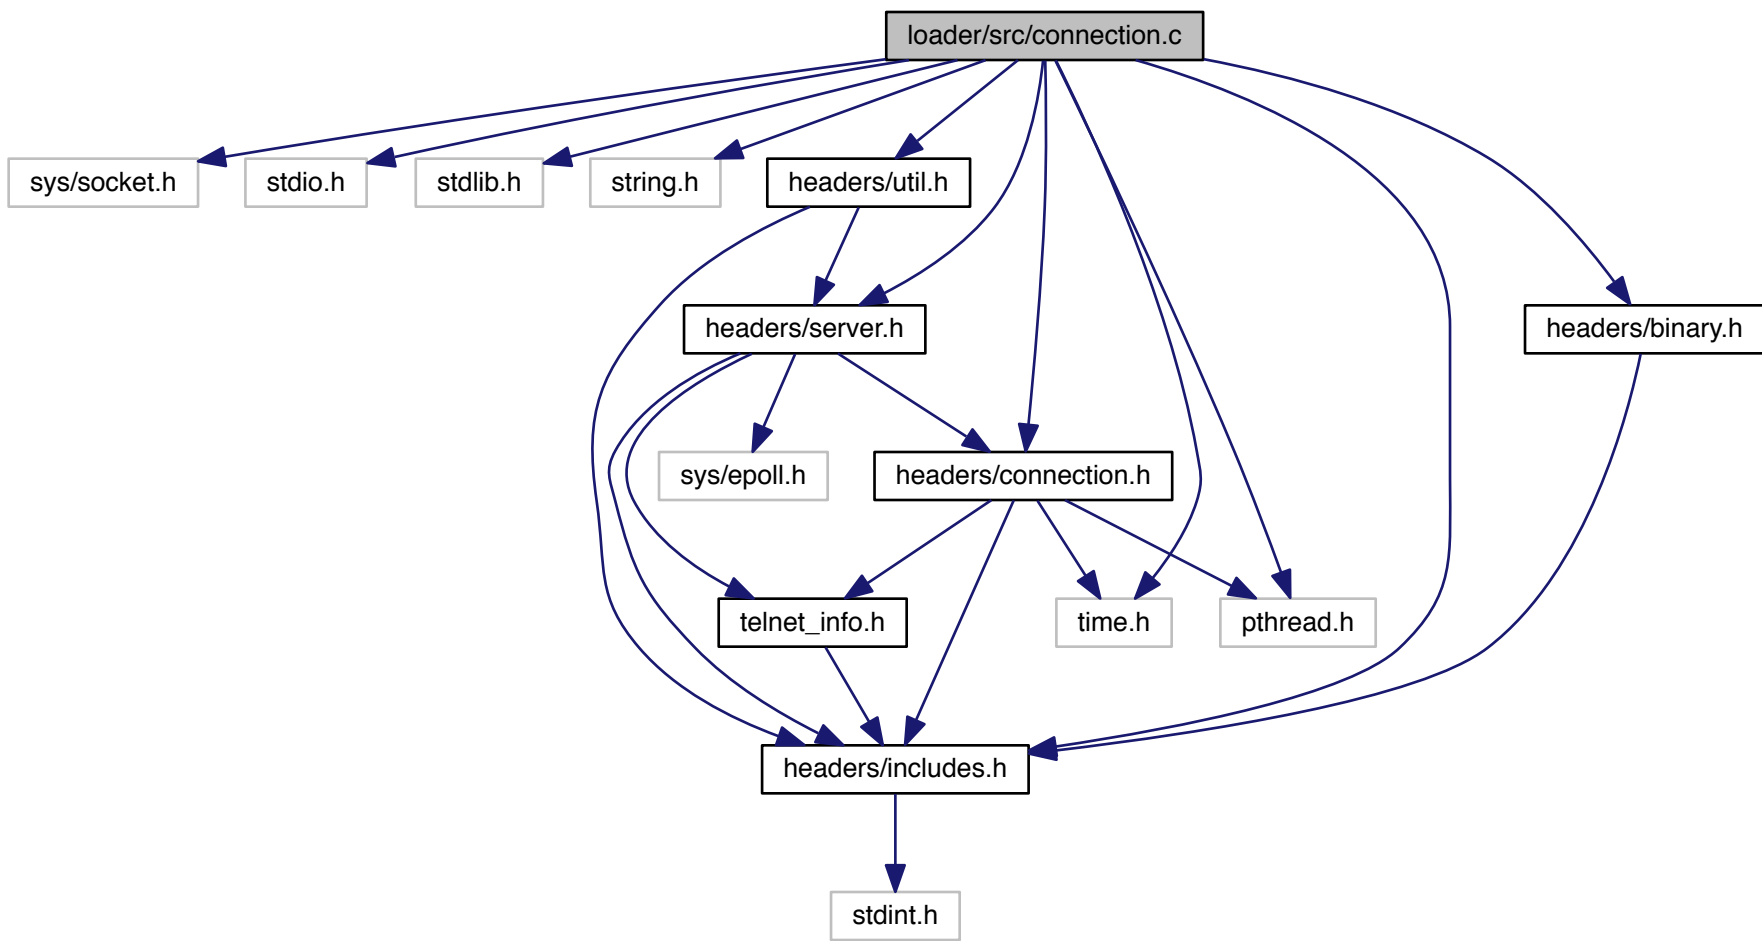 loader/src/connection.c
sys/socket.h
stdio.h
stdlib.h
string.h
headers/util.h
headers/server.h
headers/binary.h
sys/epoll.h
headers/connection.h
telnet_info.h
time.h
pthread.h
headers/includes.h
stdint.h